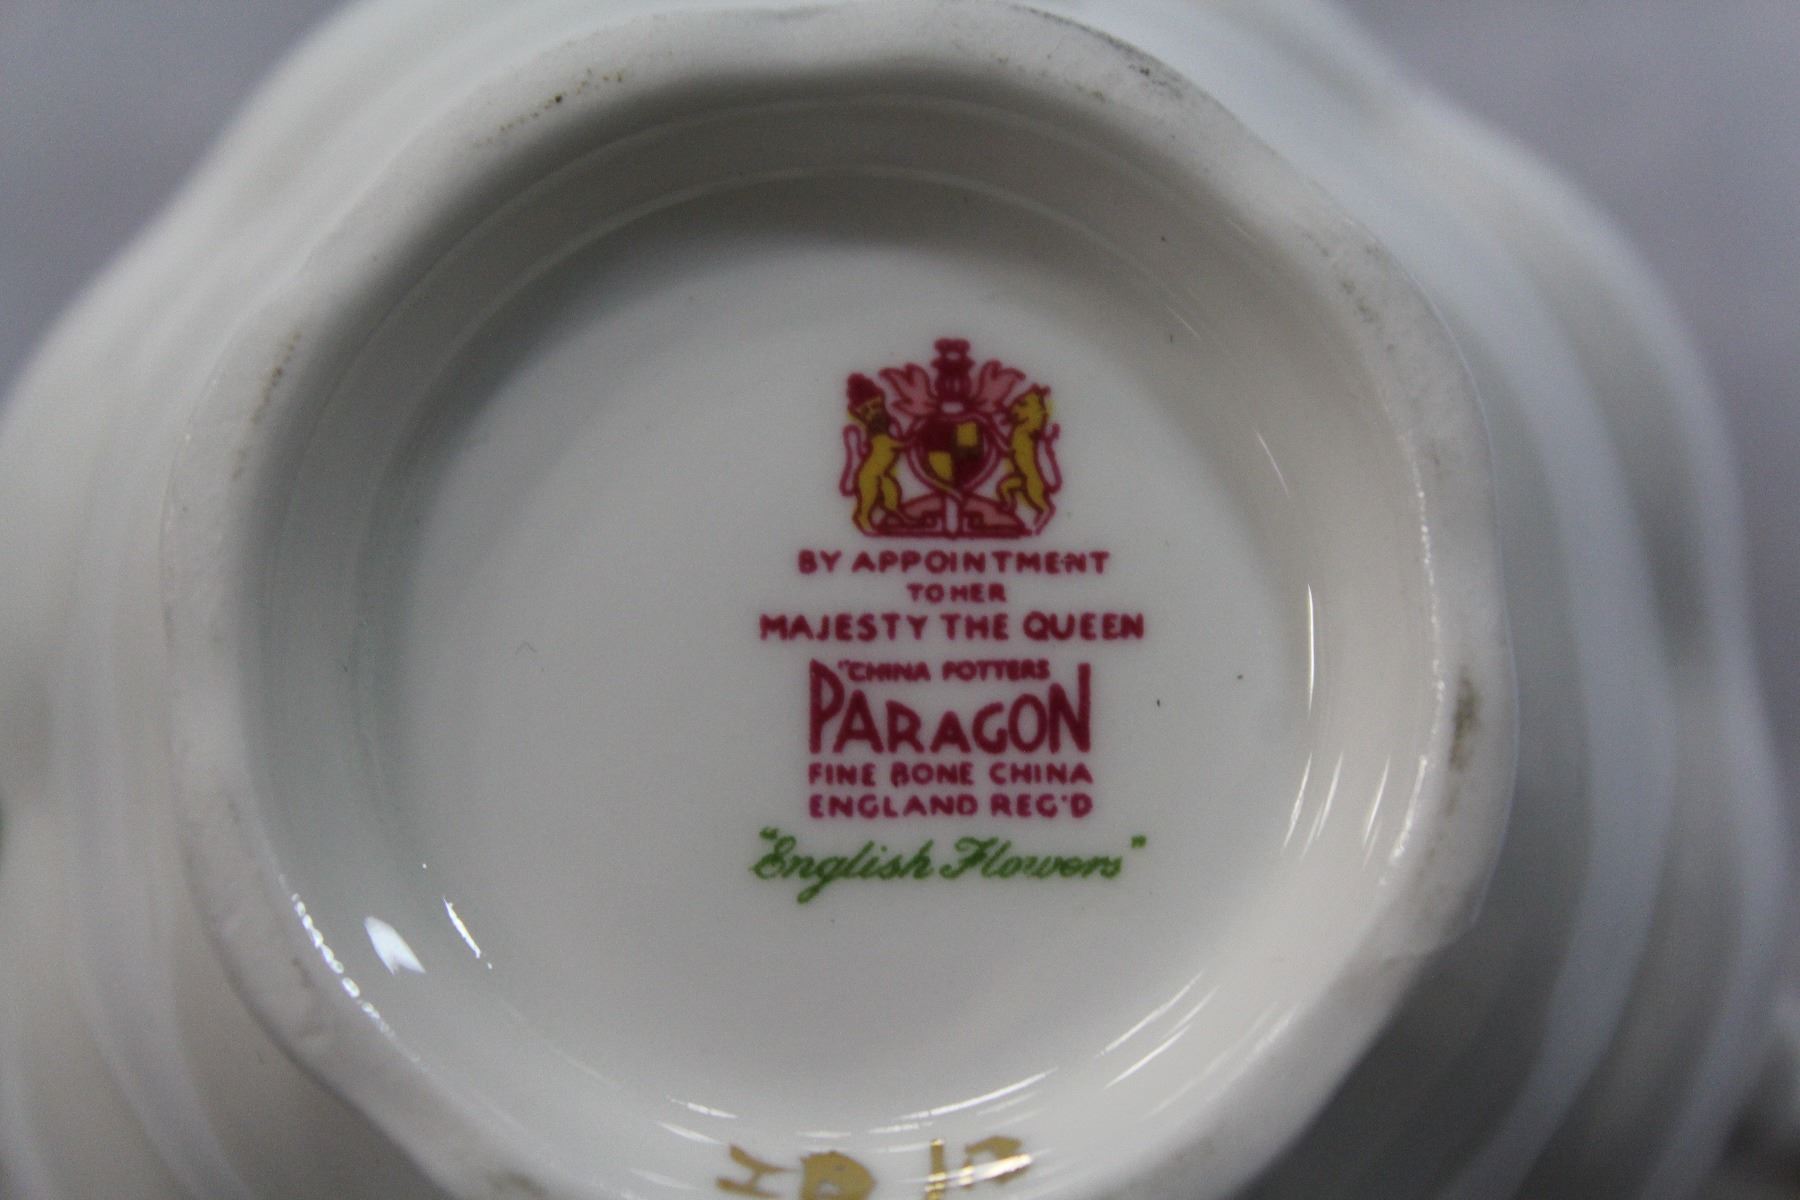 BY APPOINTMENT
TO HER
MAJESTY THE QUEEN
"CHINA POTTERS
PARAGON
FINE BONE CHINA
ENGLAND REG'D
"English Flowers"